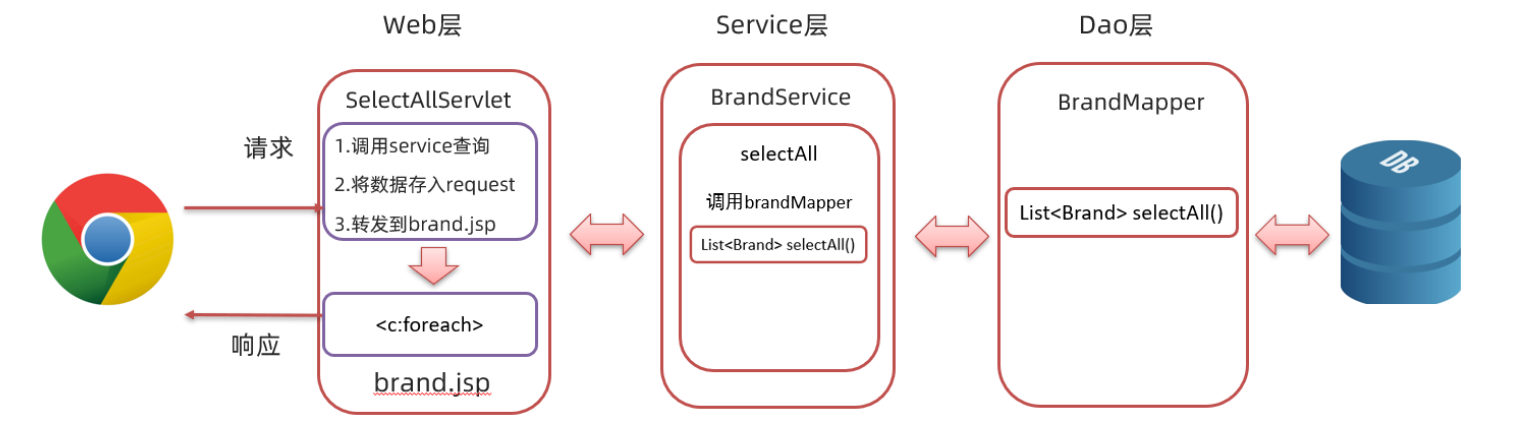 Web层
Service层
Dao层
请求
响应
SelectAllServlet
1.调用service查询
2.将数据存入request
3.转发到brand.jsp
<c:foreach>
brand.jsp
BrandService
selectAll
调用brandMapper
List<Brand> selectAll()
BrandMapper
List<Brand> selectAll()
DB